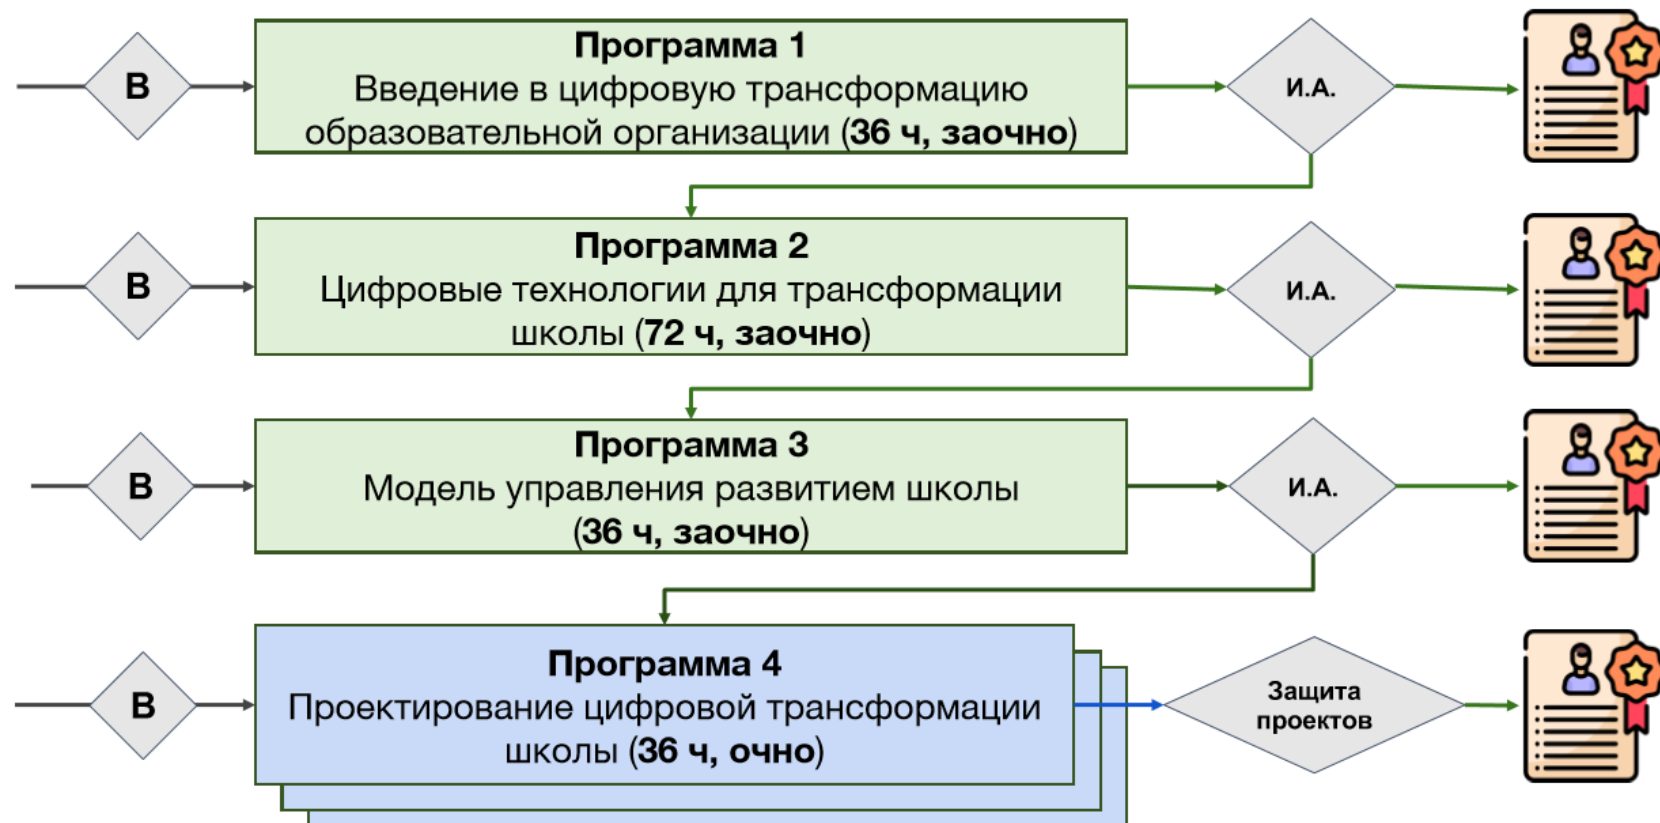 В
Программа 1
Введение в цифровую трансформацию
образовательной организации (36 ч, заочно)
И.А.
В
Программа 2
Цифровые технологии для трансформации
школы (72 ч, заочно)
И.А.
В
Программа 3
Модель управления развитием школы
(36 ч, заочно)
И.А.
В
Программа 4
Проектирование цифровой трансформации
школы (36 ч, очно)
Защита
проектов